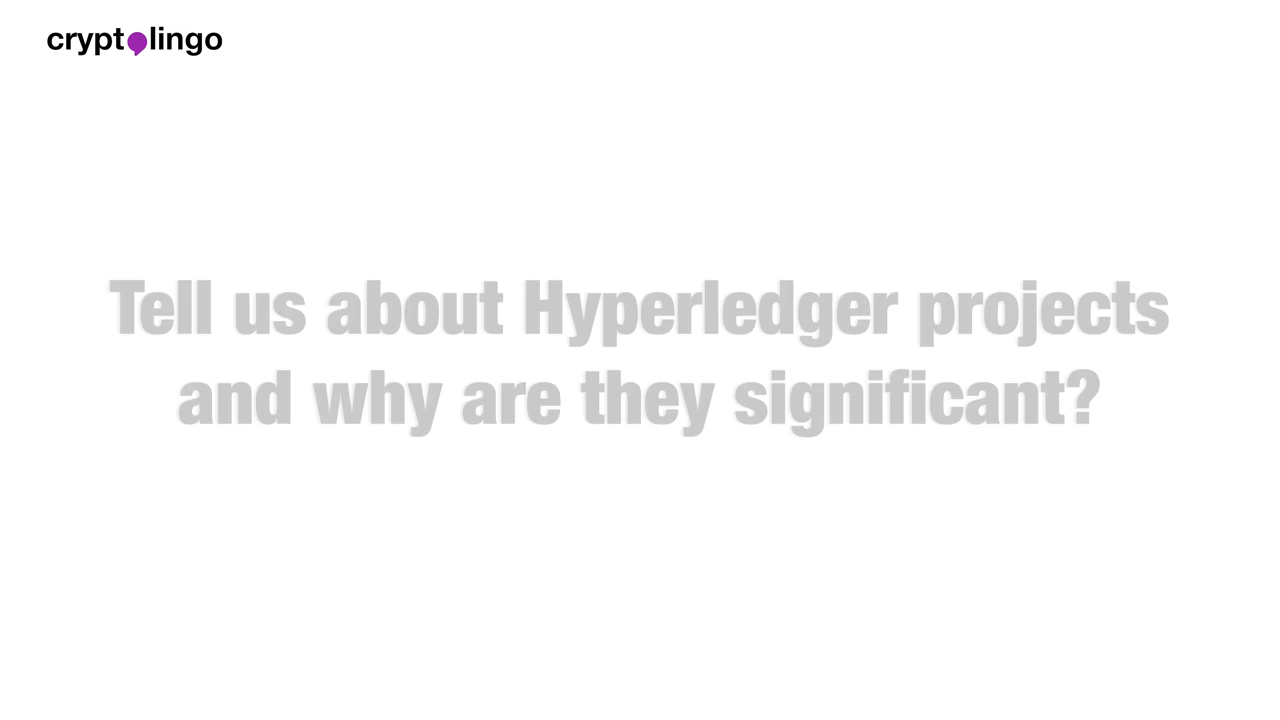 cryptolingo
Tell us about Hyperledger projects
and why are they significant?